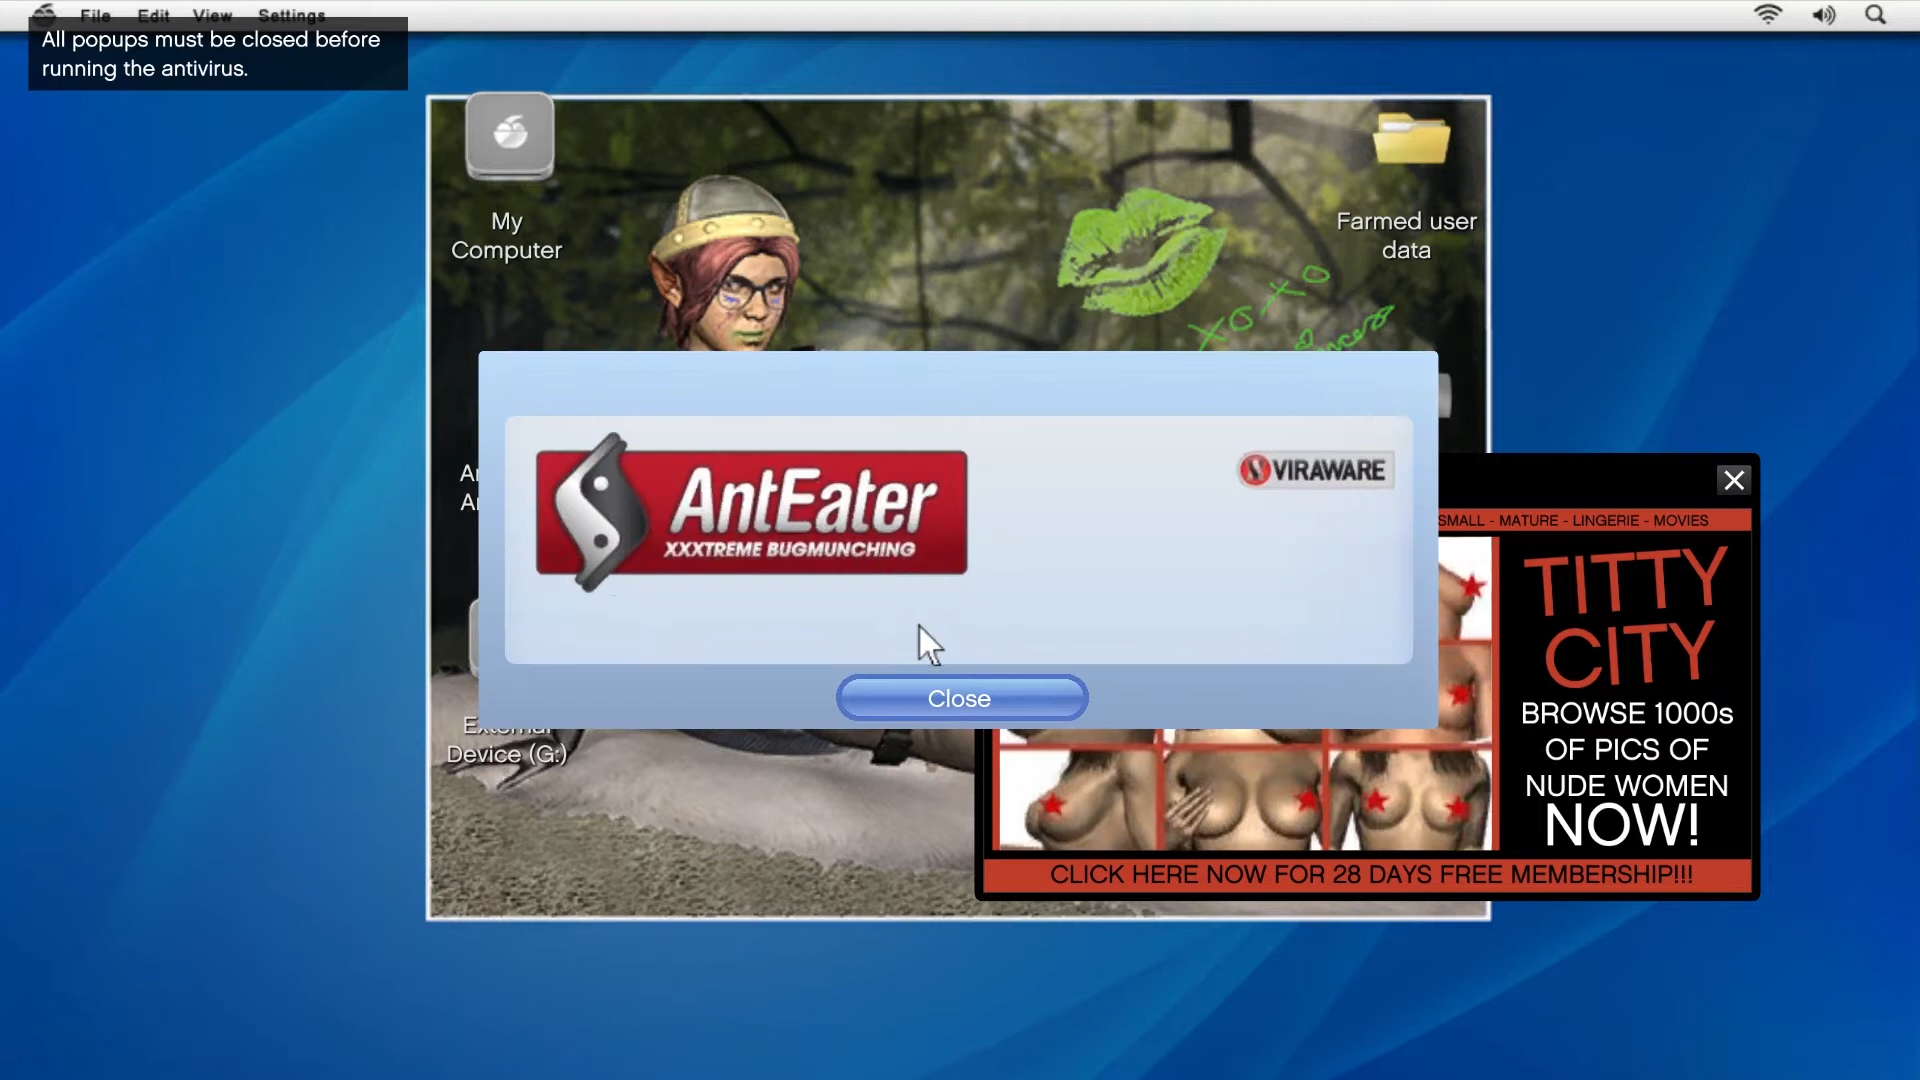 File Edit View Settings
All popups must be closed before
running the antivirus.
My
Computer
Farmed user
data
XOXO
AntEater
XXXTREME BUGMUNCHING
VIRAWARE
Close
SMALL - MATURE - LINGERIE - MOVIES
TITTY
CITY
BROWSE 1000s
OF PICS OF
NUDE WOMEN
NOW!
CLICK HERE NOW FOR 28 DAYS FREE MEMBERSHIP!!!
External
Device (G:)